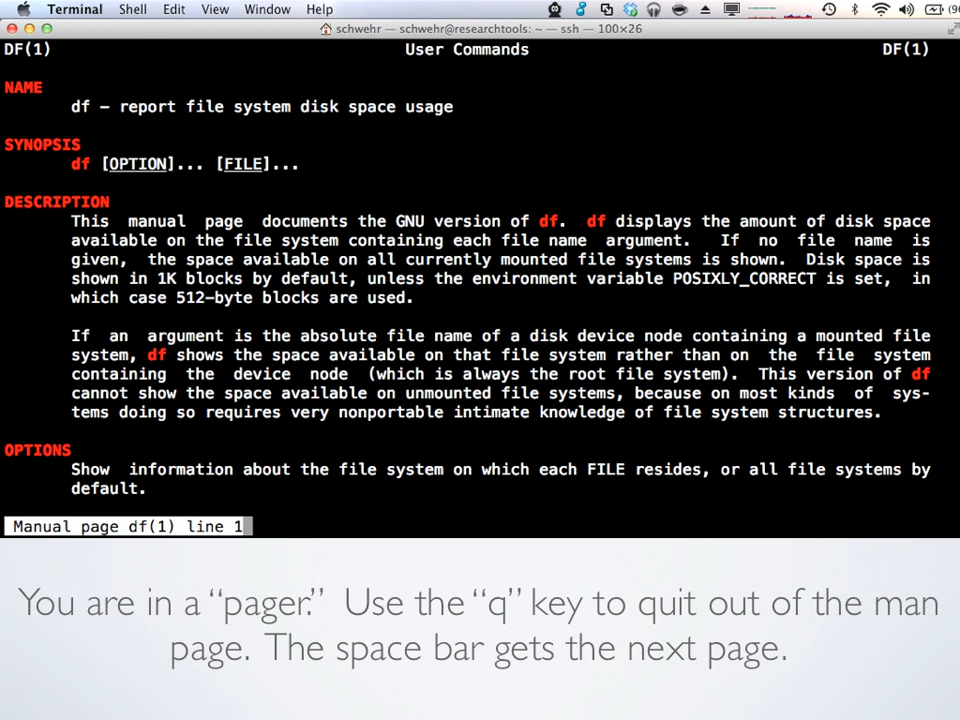 Terminal Shell Edit View Window Help
schwehr — schwehr@researchtools: ~ — ssh — 100×26
DF(1) User Commands DF(1)
NAME
df – report file system disk space usage
SYNOPSIS
df [OPTION]... [FILE]...
DESCRIPTION
This manual page documents the GNU version of df. df displays the amount of disk space
available on the file system containing each file name argument. If no file name is
given, the space available on all currently mounted file systems is shown. Disk space is
shown in 1K blocks by default, unless the environment variable POSIXLY_CORRECT is set, in
which case 512–byte blocks are used.
If an argument is the absolute file name of a disk device node containing a mounted file
system, df shows the space available on that file system rather than on the file system
containing the device node (which is always the root file system). This version of df
cannot show the space available on unmounted file systems, because on most kinds of sys–
tems doing so requires very nonportable intimate knowledge of file system structures.
OPTIONS
Show information about the file system on which each FILE resides, or all file systems by
default.
Manual page df(1) line 1
You are in a “pager.” Use the “q” key to quit out of the man
page. The space bar gets the next page.